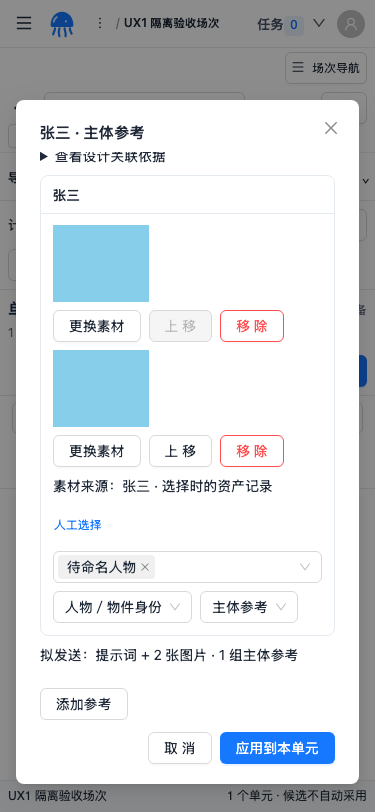 / UX1 隔离验收场次
任务 0
场次导航
张三 · 主体参考
查看设计关联依据
张三
更换素材 上移 移除
更换素材 上移 移除
素材来源：张三 · 选择时的资产记录
人工选择
待命名人物
人物 / 物件身份 主体参考
拟发送：提示词 + 2 张图片 · 1 组主体参考
添加参考
取消 应用到本单元
UX1 隔离验收场次 1 个单元 · 候选不自动采用